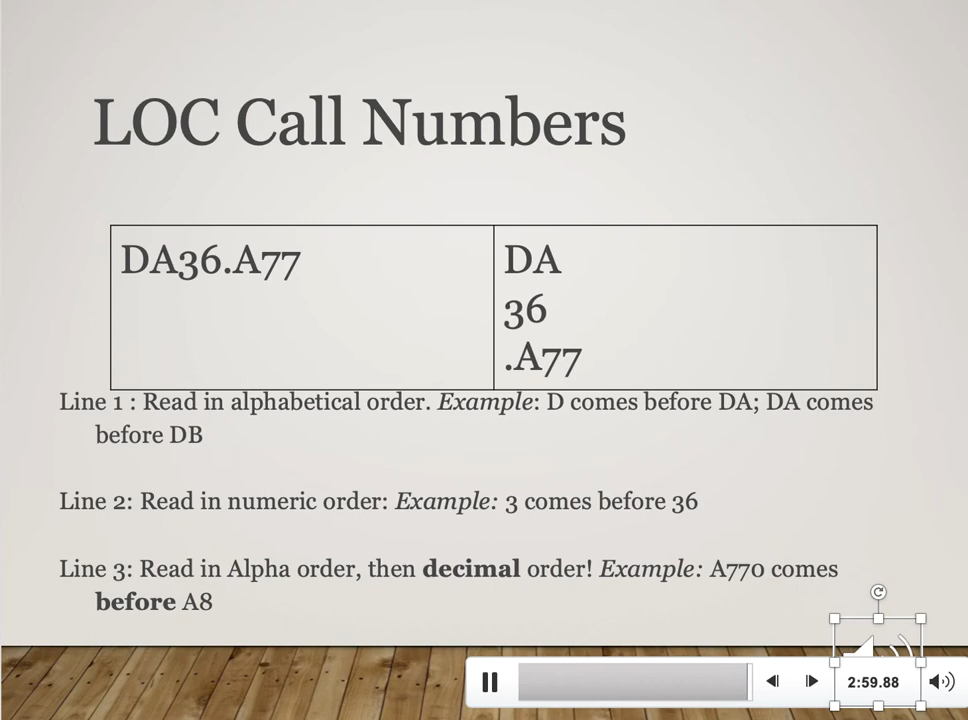 LOC Call Numbers
DA36.A77
DA
36
.A77
Line 1 : Read in alphabetical order. Example: D comes before DA; DA comes
before DB
Line 2: Read in numeric order: Example: 3 comes before 36
Line 3: Read in Alpha order, then decimal order! Example: A770 comes
before A8
2:59.88